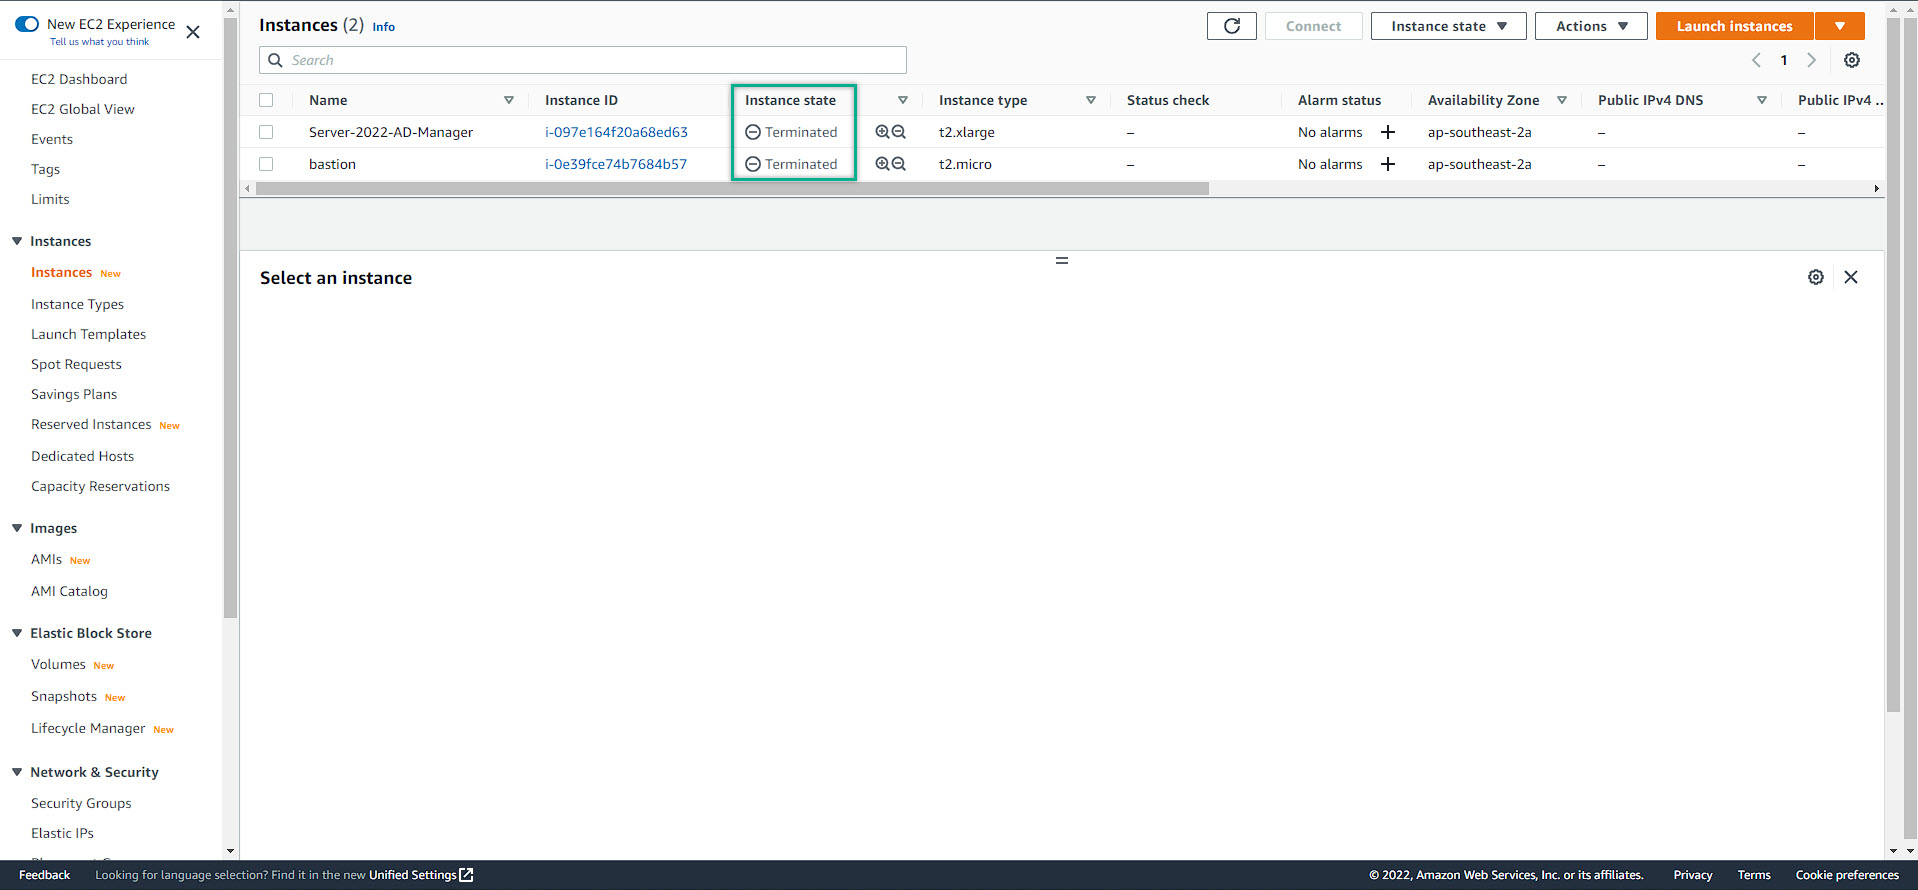 New EC2 Experience
Tell us what you think
EC2 Dashboard
EC2 Global View
Events
Tags
Limits
Instances
Instances New
Instance Types
Launch Templates
Spot Requests
Savings Plans
Reserved Instances New
Dedicated Hosts
Capacity Reservations
Images
AMIs New
AMI Catalog
Elastic Block Store
Volumes New
Snapshots New
Lifecycle Manager New
Network & Security
Security Groups
Elastic IPs
Instances (2) Info
Connect
Instance state
Actions
Launch instances
Search
1
Name Instance ID Instance state Instance type Status check Alarm status Availability Zone Public IPv4 DNS Public IPv4 ...
Server-2022-AD-Manager i-097e164f20a68ed63 Terminated t2.xlarge – No alarms + ap-southeast-2a – –
bastion i-0e39fce74b7684b57 Terminated t2.micro – No alarms + ap-southeast-2a – –
Select an instance
Feedback Looking for language selection? Find it in the new Unified Settings © 2022, Amazon Web Services, Inc. or its affiliates. Privacy Terms Cookie preferences